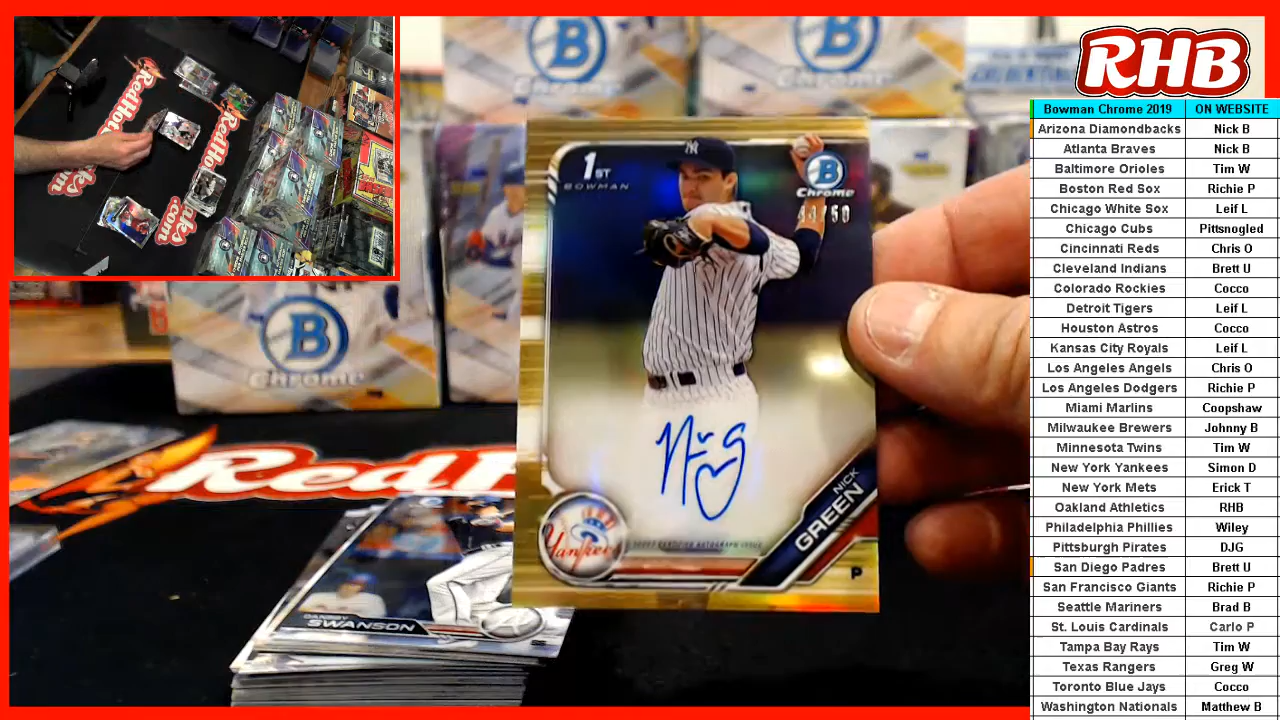 RHB
Bowman Chrome 2019 ON WEBSITE
Arizona Diamondbacks Nick B
Atlanta Braves Nick B
Baltimore Orioles Tim W
Boston Red Sox Richie P
Chicago White Sox Leif L
Chicago Cubs Pittsnogled
Cincinnati Reds Chris O
Cleveland Indians Brett U
Colorado Rockies Cocco
Detroit Tigers Leif L
Houston Astros Cocco
Kansas City Royals Leif L
Los Angeles Angels Chris O
Los Angeles Dodgers Richie P
Miami Marlins Coopshaw
Milwaukee Brewers Johnny B
Minnesota Twins Tim W
New York Yankees Simon D
New York Mets Erick T
Oakland Athletics RHB
Philadelphia Phillies Wiley
Pittsburgh Pirates DJG
San Diego Padres Brett U
San Francisco Giants Richie P
Seattle Mariners Brad B
St. Louis Cardinals Carlo P
Tampa Bay Rays Tim W
Texas Rangers Greg W
Toronto Blue Jays Cocco
Washington Nationals Matthew B
B
Chrome
B
Chrome
B
Chrome
1ST
BOWMAN
B
Chrome
/50
NICK
GREEN
P
Yankees
RedH
DANSBY
SWANSON
.com